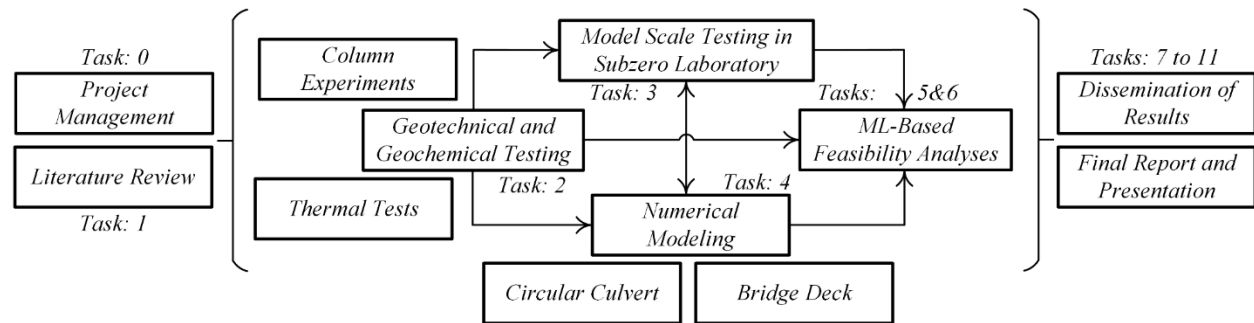 Task: 0
Project
Management
Literature Review
Task: 1
Column
Experiments
Geotechnical and
Geochemical Testing
Task: 2
Thermal Tests
Model Scale Testing in
Subzero Laboratory
Task: 3
Task: 4
Numerical
Modeling
Circular Culvert
Bridge Deck
Tasks: 5&6
ML-Based
Feasibility Analyses
Tasks: 7 to 11
Dissemination of
Results
Final Report and
Presentation